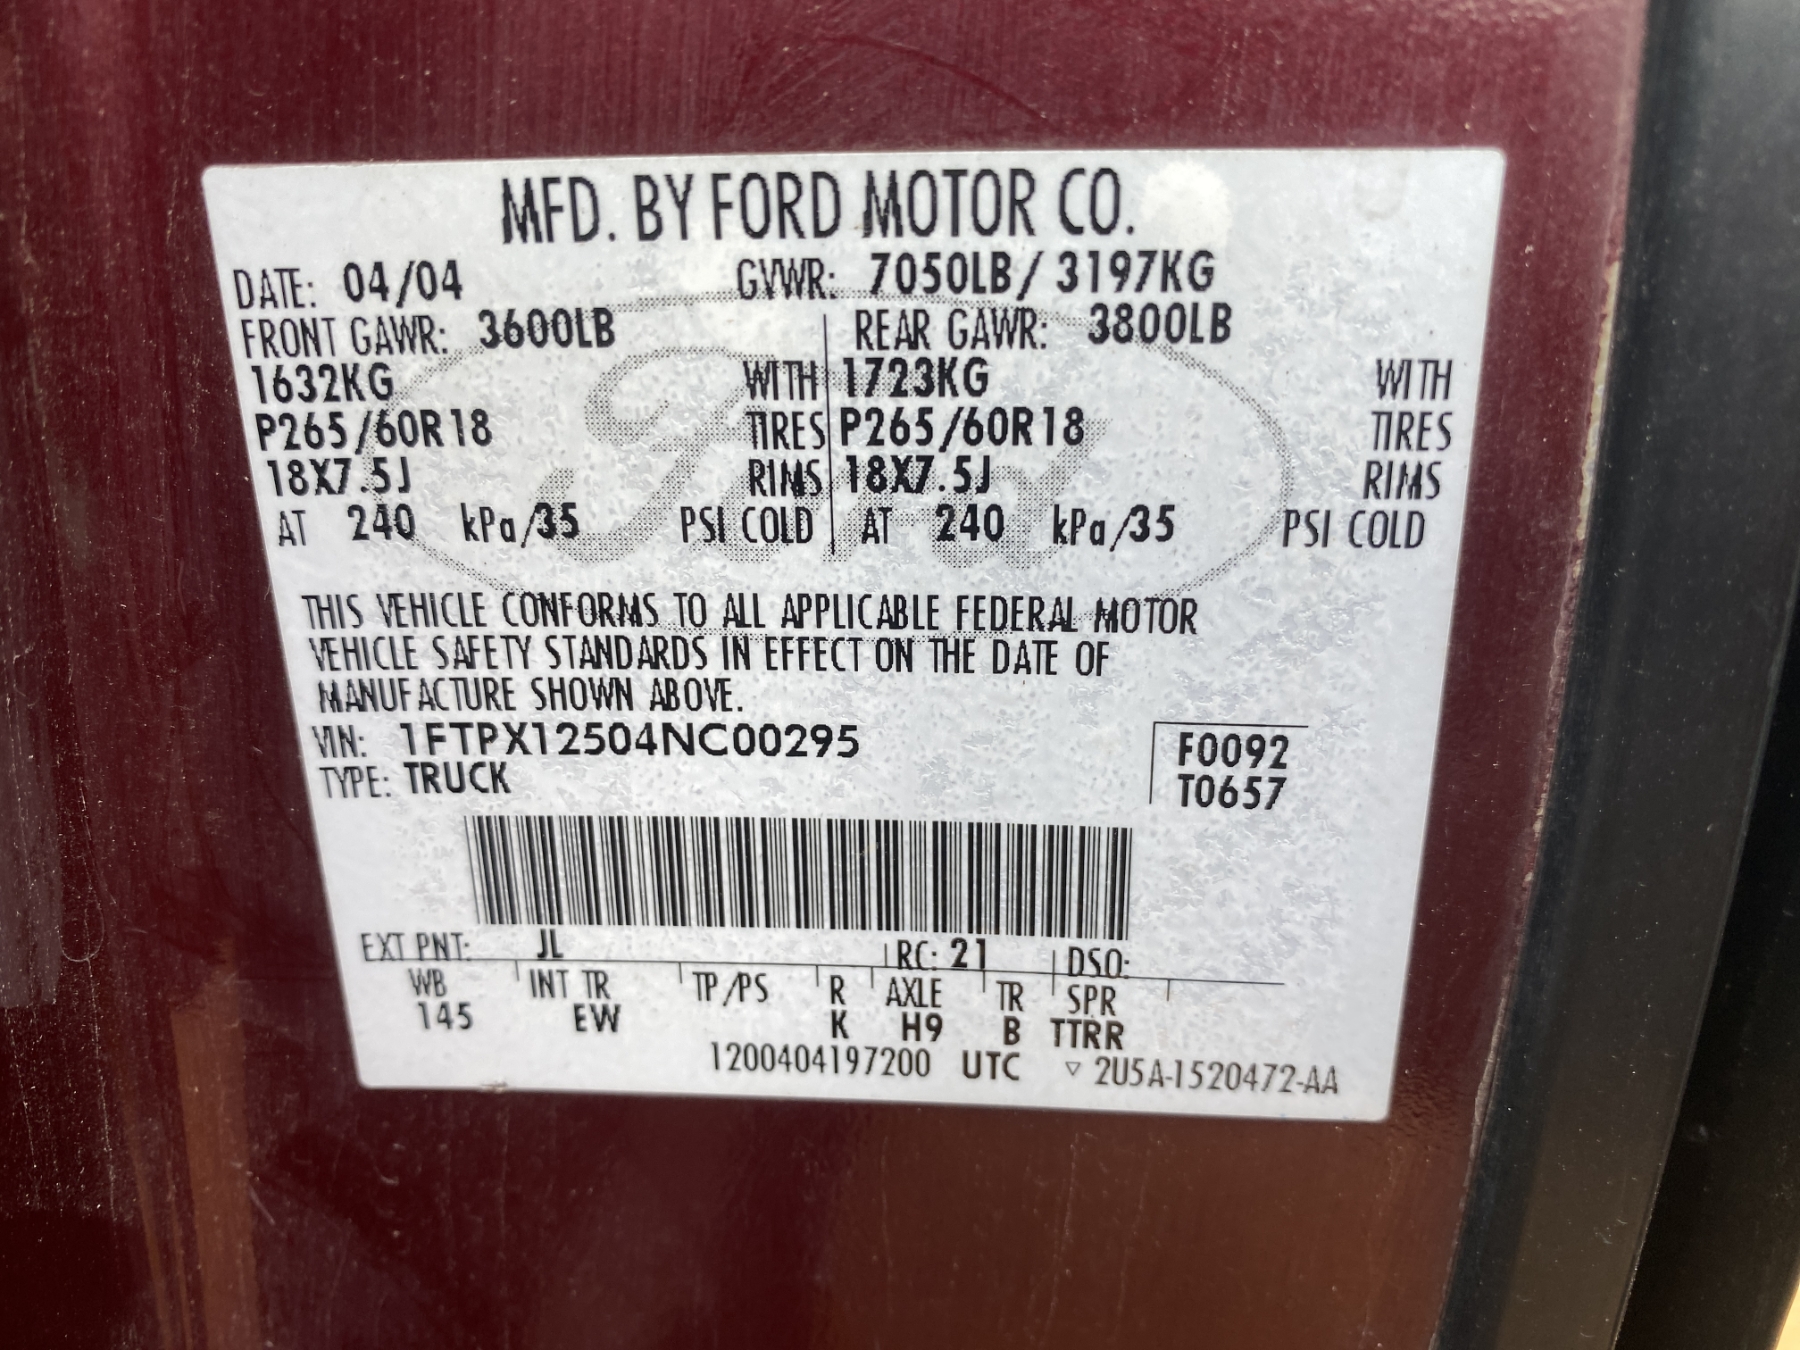 MFD. BY FORD MOTOR CO.
DATE: 04/04 GVWR: 7050LB/ 3197KG
FRONT GAWR: 3600LB REAR GAWR: 3800LB
1632KG WITH 1723KG WITH
P265/60R18 TIRES P265/60R18 TIRES
18X7.5J RIMS 18X7.5J RIMS
AT 240 kPa/35 PSI COLD AT 240 kPa/35 PSI COLD
THIS VEHICLE CONFORMS TO ALL APPLICABLE FEDERAL MOTOR
VEHICLE SAFETY STANDARDS IN EFFECT ON THE DATE OF
MANUFACTURE SHOWN ABOVE.
VIN: 1FTPX12504NC00295 F0092
TYPE: TRUCK T0657
EXT PNT: JL RC: 21 DSO:
WB INT TR TP/PS R AXLE TR SPR
145 EW K H9 B TTRR
1200404197200 UTC ▽ 2U5A-1520472-AA
Ford